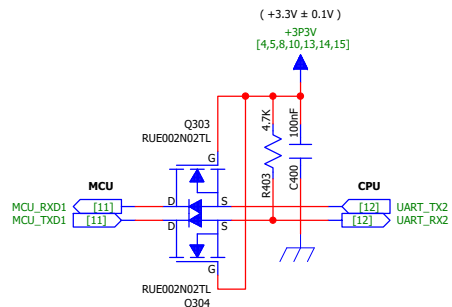 ( +3.3V ± 0.1V )
+3P3V
[4,5,8,10,13,14,15]
Q303
RUE002N02TL
4.7K
100nF
G
R403
C400
MCU
CPU
D
S
MCU_RXD1
[11]
[12]
UART_TX2
MCU_TXD1
[11]
[12]
UART_RX2
D
S
G
RUE002N02TL
Q304